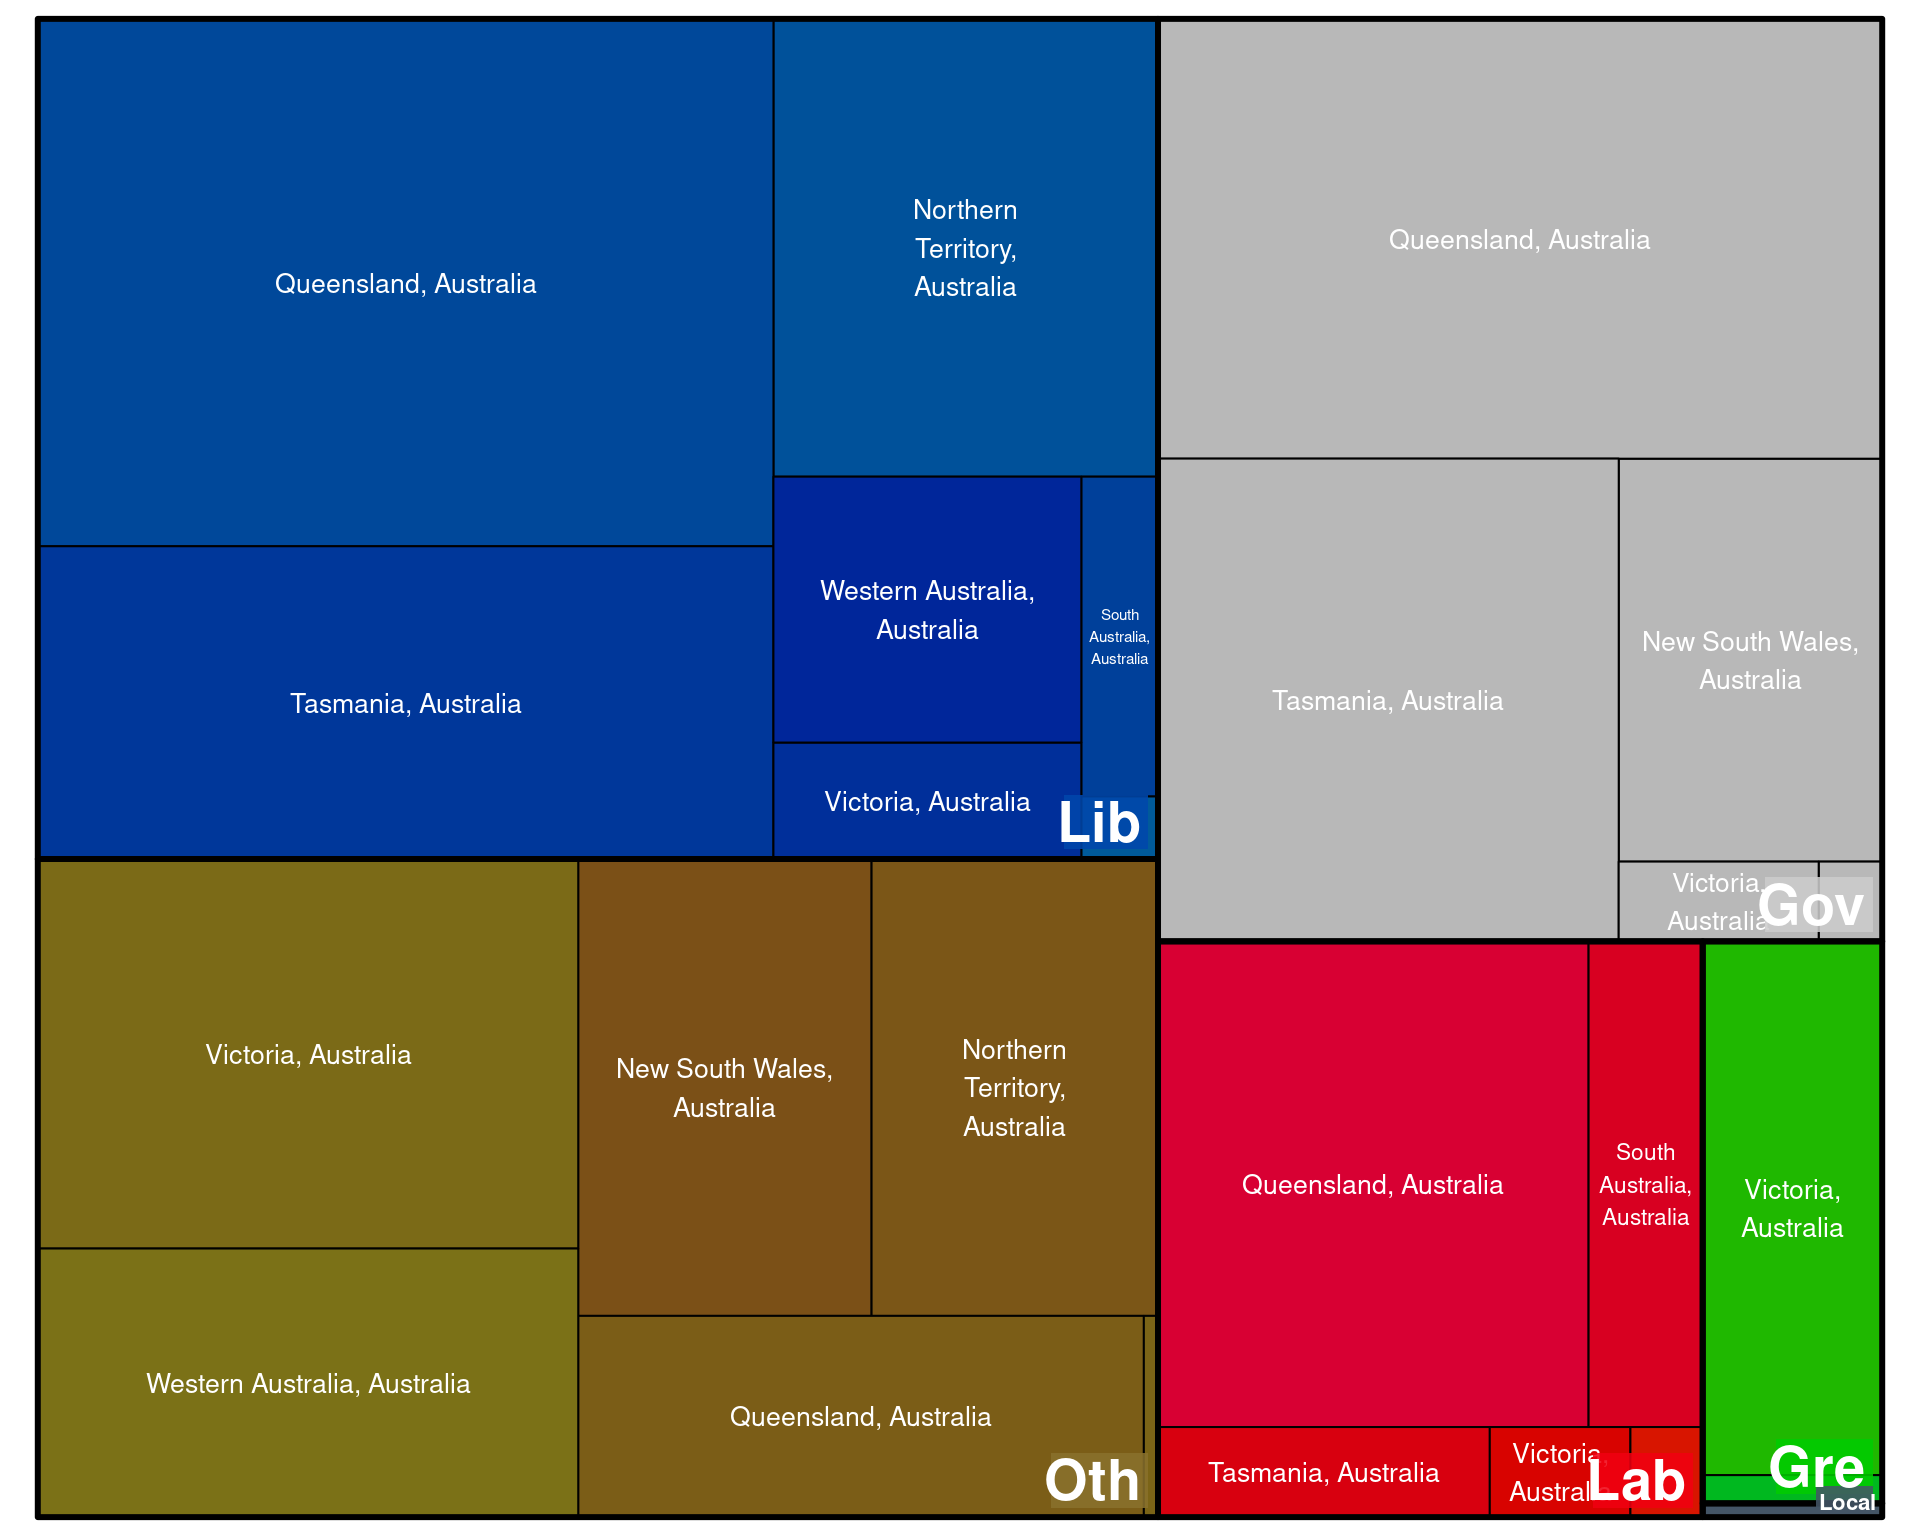 Queensland, Australia
Tasmania, Australia
Northern
Territory,
Australia
Western Australia,
Australia
South
Australia,
Australia
Victoria, Australia
Lib
Queensland, Australia
Tasmania, Australia
New South Wales,
Australia
Victoria,
Australia
Gov
Victoria, Australia
Western Australia, Australia
New South Wales,
Australia
Northern
Territory,
Australia
Queensland, Australia
Oth
Queensland, Australia
South
Australia,
Australia
Tasmania, Australia
Victoria,
Australia
Lab
Victoria,
Australia
Gre
Local